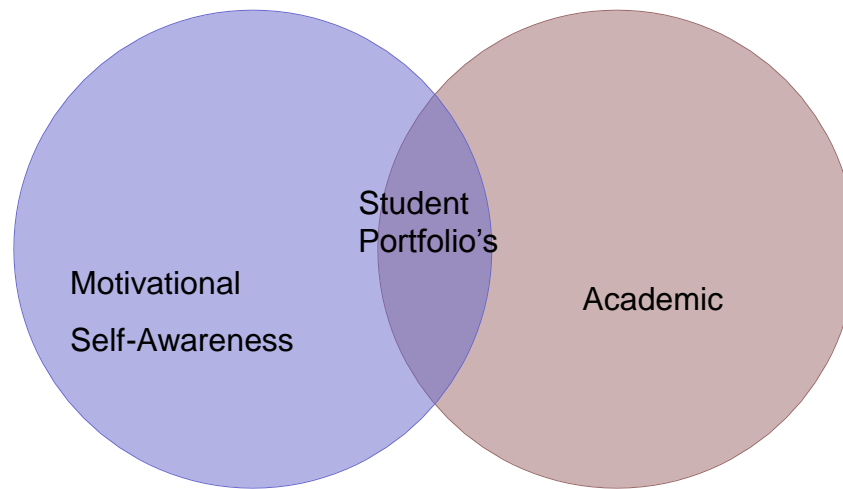 Student
Portfolio’s
Motivational
Self-Awareness
Academic